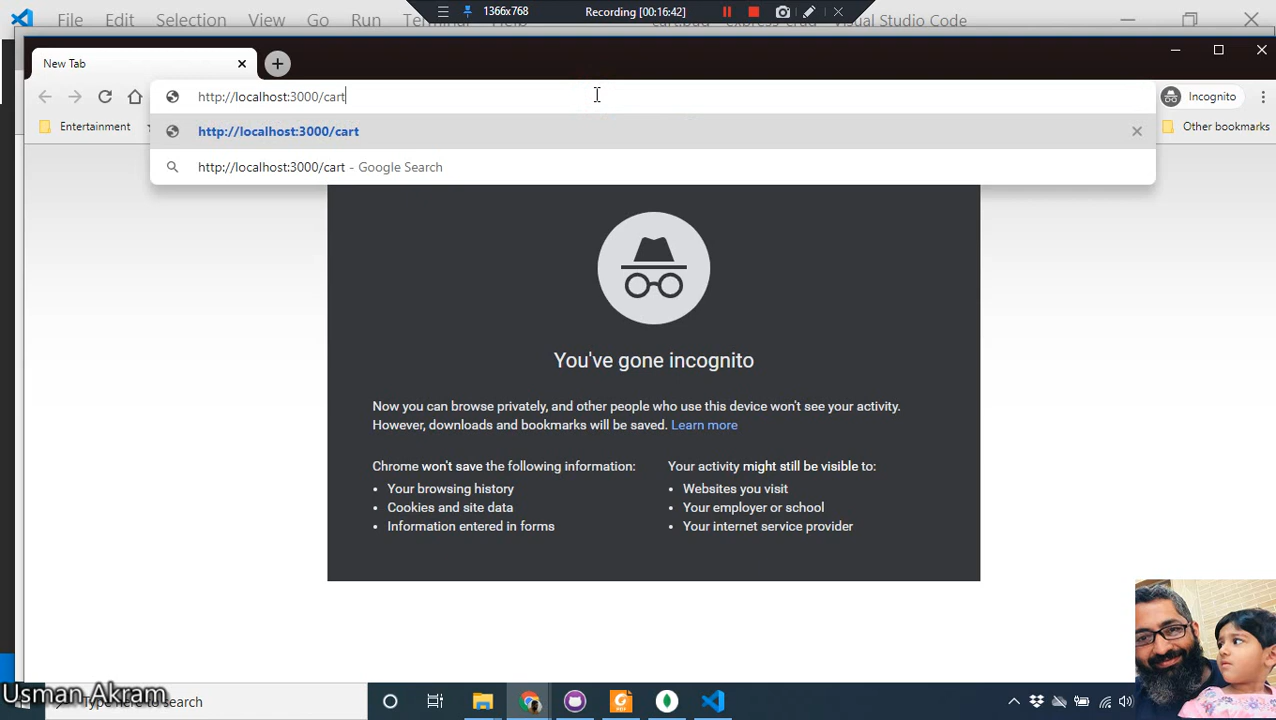 File Edit Selection View Go Run
Visual Studio Code
1366x768 Recording [00:16:42]
New Tab
http://localhost:3000/cart
Incognito
Entertainment
Other bookmarks
http://localhost:3000/cart
http://localhost:3000/cart - Google Search
You've gone incognito
Now you can browse privately, and other people who use this device won't see your activity.
However, downloads and bookmarks will be saved. Learn more
Chrome won't save the following information:
• Your browsing history
• Cookies and site data
• Information entered in forms
Your activity might still be visible to:
• Websites you visit
• Your employer or school
• Your internet service provider
Usman Akram
Type here to search